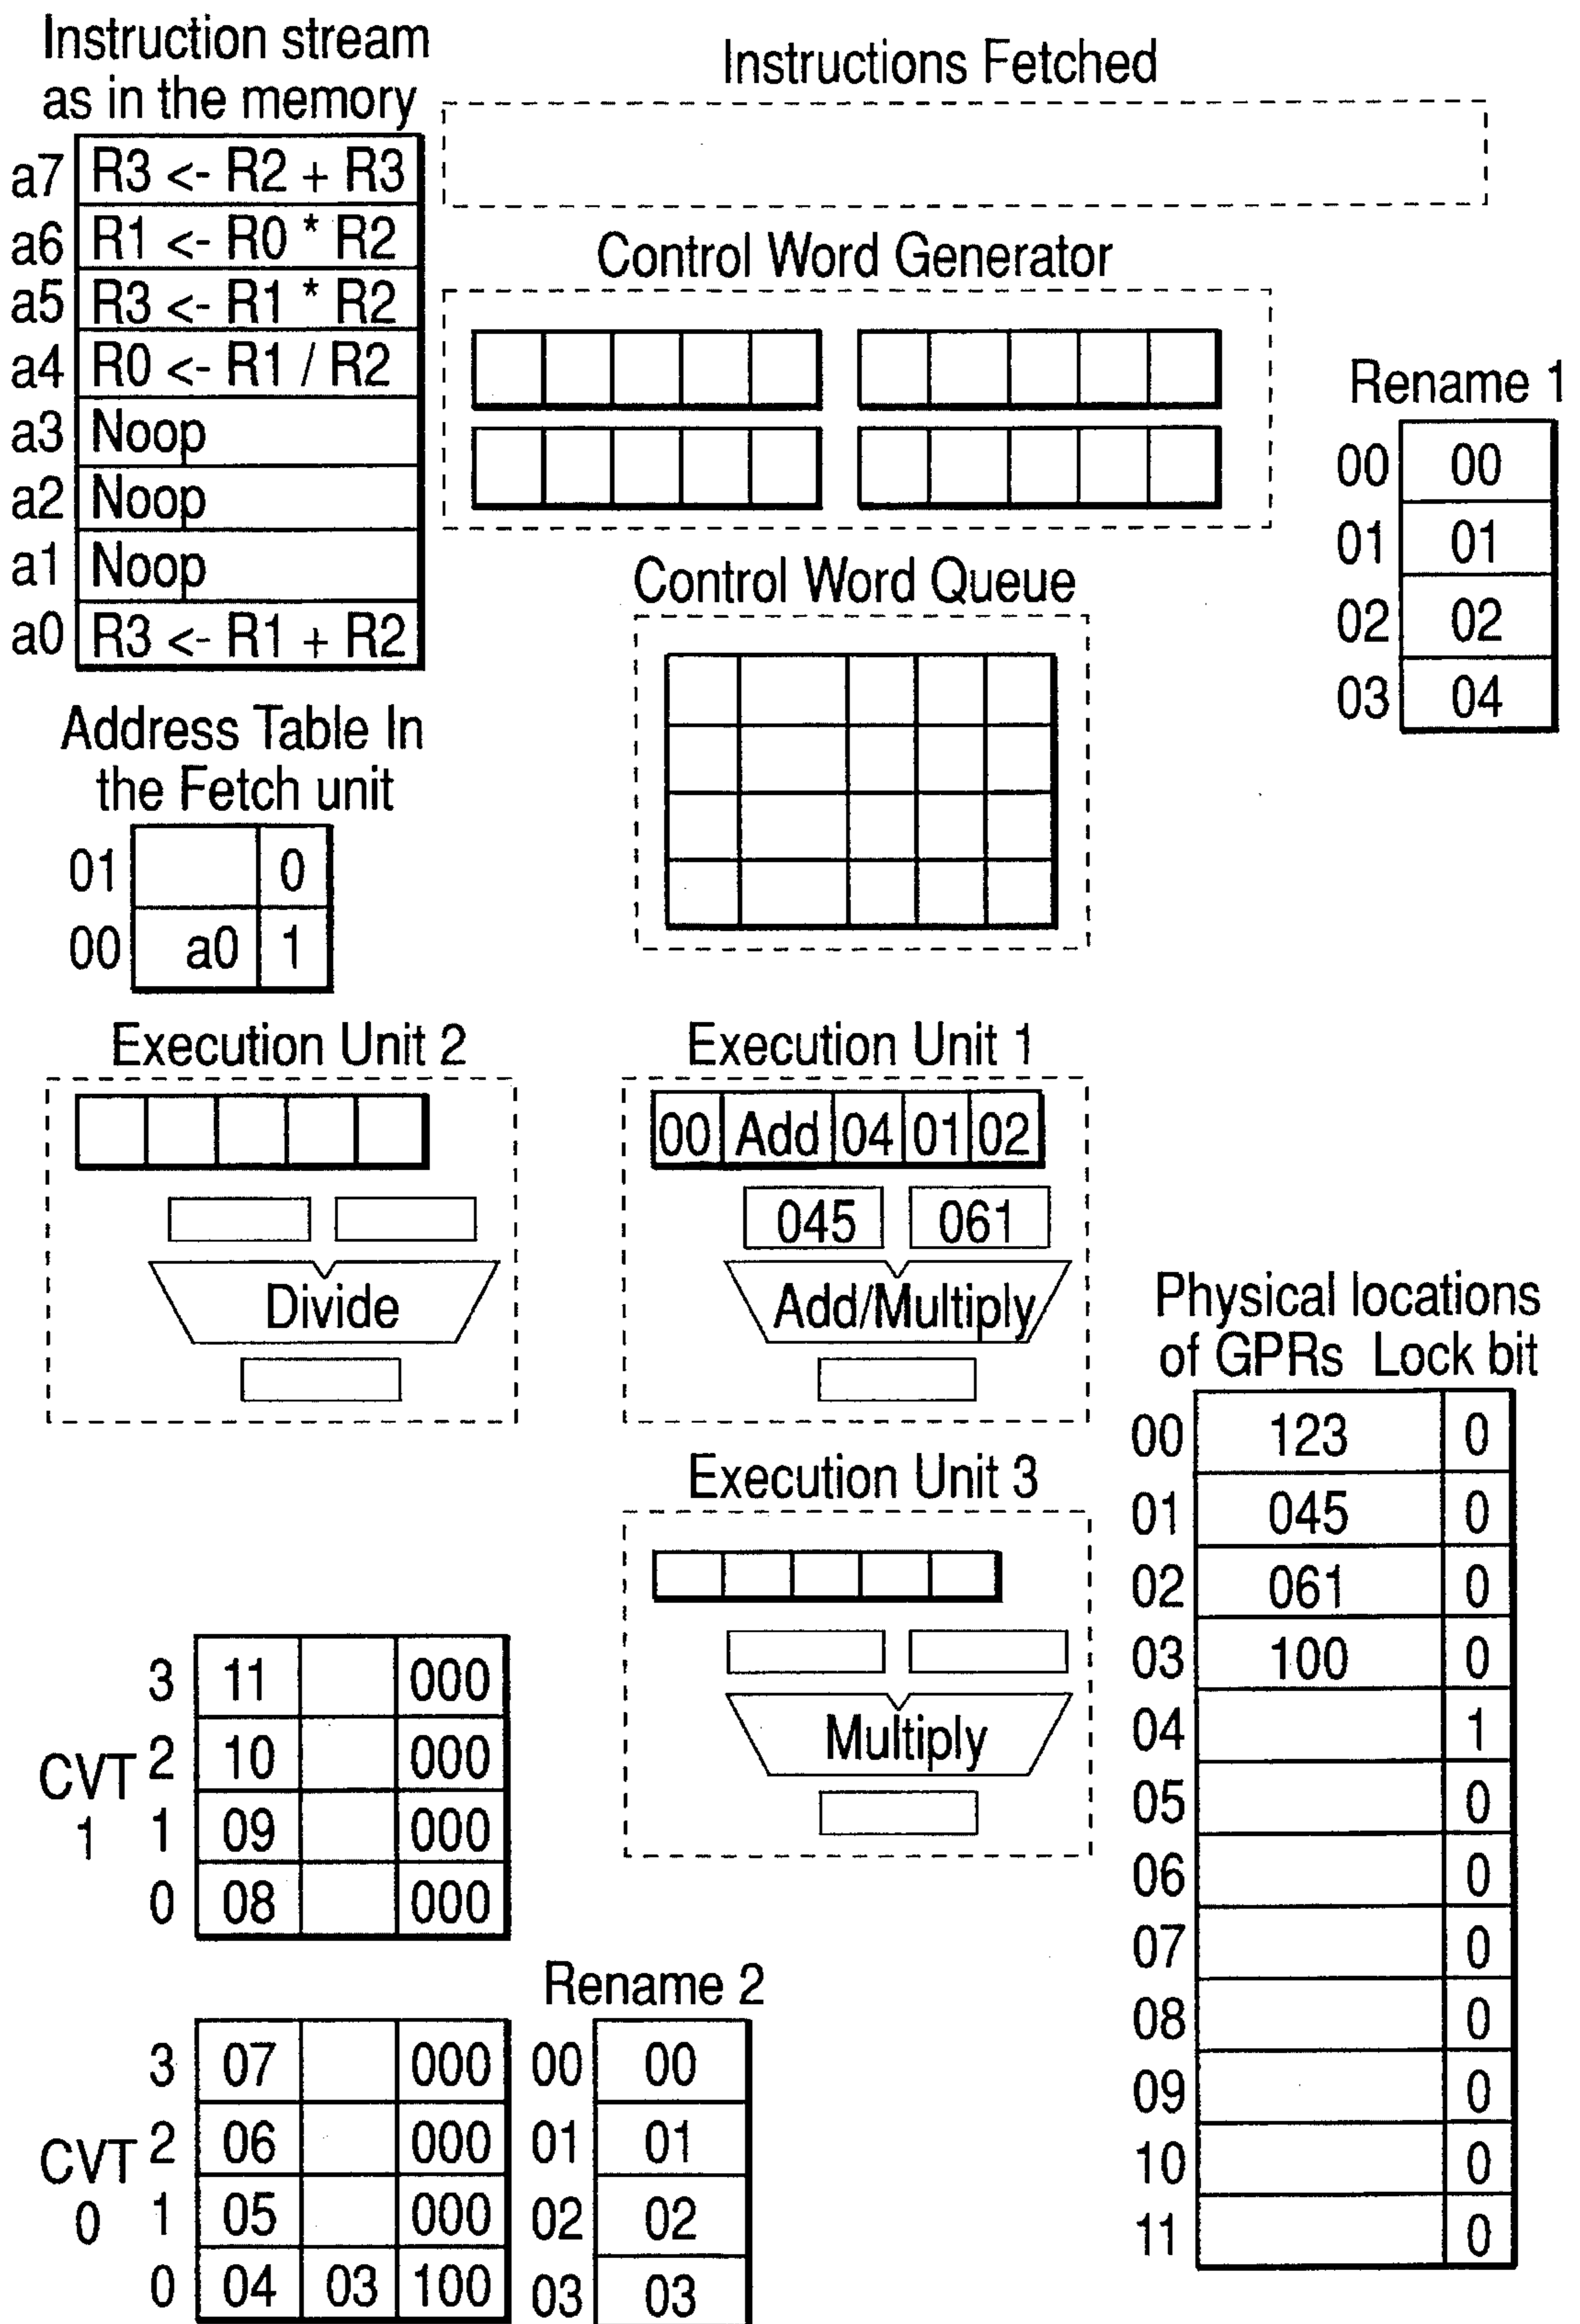 Instruction stream
as in the memory
a7 R3 <- R2 + R3
a6 R1 <- R0 * R2
a5 R3 <- R1 * R2
a4 R0 <- R1 / R2
a3 Noop
a2 Noop
a1 Noop
a0 R3 <- R1 + R2
Instructions Fetched
Control Word Generator
Control Word Queue
Rename 1
00 00
01 01
02 02
03 04
Address Table In
the Fetch unit
01 0
00 a0 1
Execution Unit 2
Divide
Execution Unit 1
00 Add 04 01 02
045 061
Add/Multiply
Execution Unit 3
Multiply
Physical locations
of GPRs Lock bit
00 123 0
01 045 0
02 061 0
03 100 0
04 1
05 0
06 0
07 0
08 0
09 0
10 0
11 0
CVT
1
3 11 000
2 10 000
1 09 000
0 08 000
CVT
0
3 07 000
2 06 000
1 05 000
0 04 03 100
Rename 2
00 00
01 01
02 02
03 03